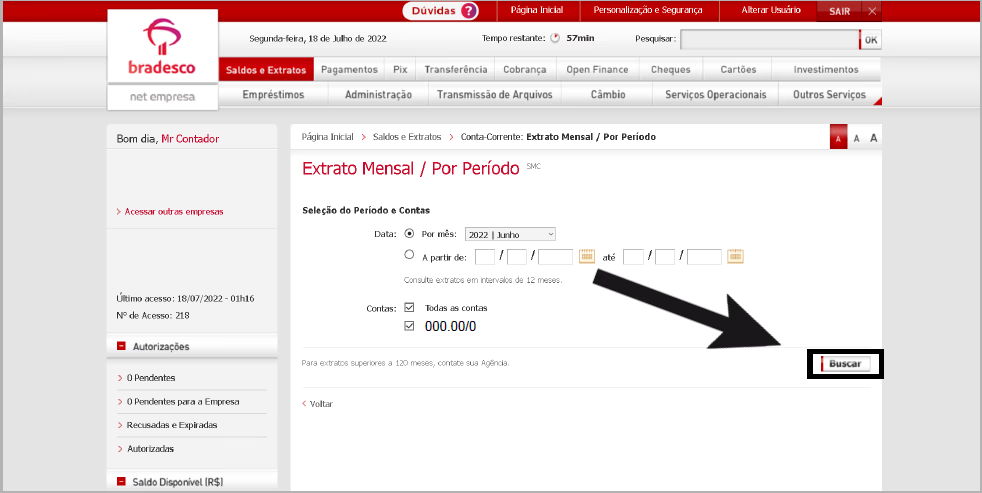 Dúvidas ?
Página Inicial
Personalização e Segurança
Alterar Usuário
SAIR ×
bradesco
net empresa
Segunda-feira, 18 de Julho de 2022
Tempo restante: 57min
Pesquisar: OK
Saldos e Extratos Pagamentos Pix Transferência Cobrança Open Finance Cheques Cartões Investimentos
Empréstimos Administração Transmissão de Arquivos Câmbio Serviços Operacionais Outros Serviços
Bom dia, Mr Contador
> Acessar outras empresas
Último acesso: 18/07/2022 - 01h16
Nº de Acesso: 218
Autorizações
> 0 Pendentes
> 0 Pendentes para a Empresa
> Recusadas e Expiradas
> Autorizadas
Saldo Disponível (R$)
Página Inicial > Saldos e Extratos > Conta-Corrente: Extrato Mensal / Por Período
A A A
Extrato Mensal / Por Período SMC
Seleção do Período e Contas
Data: Por mês: 2022 | Junho
A partir de: / / até / /
Consulte extratos em intervalos de 12 meses.
Contas: Todas as contas
000.00/0
Para extratos superiores a 120 meses, contate sua Agência.
Buscar
< Voltar